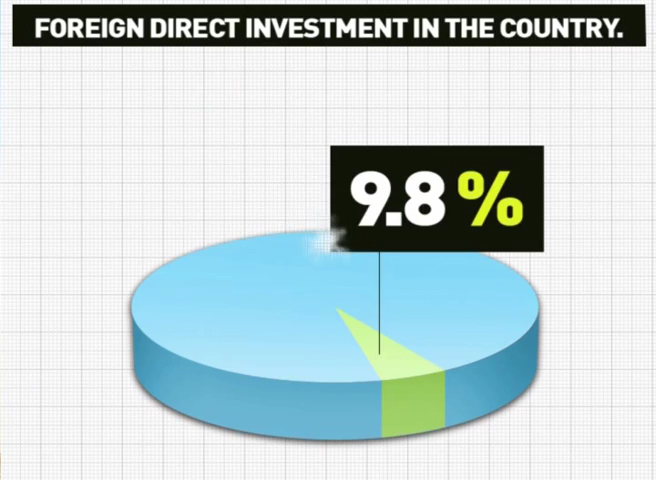 FOREIGN DIRECT INVESTMENT IN THE COUNTRY.
9.8 %